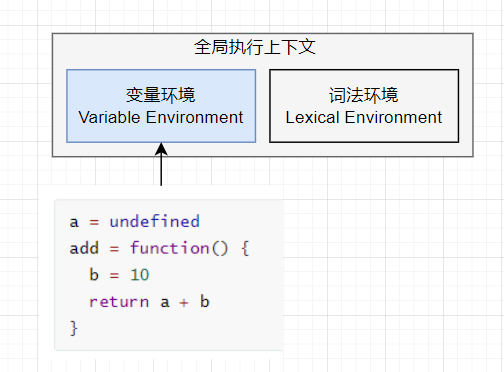 全局执行上下文
变量环境
Variable Environment
词法环境
Lexical Environment
a = undefined
add = function() {
  b = 10
  return a + b
}